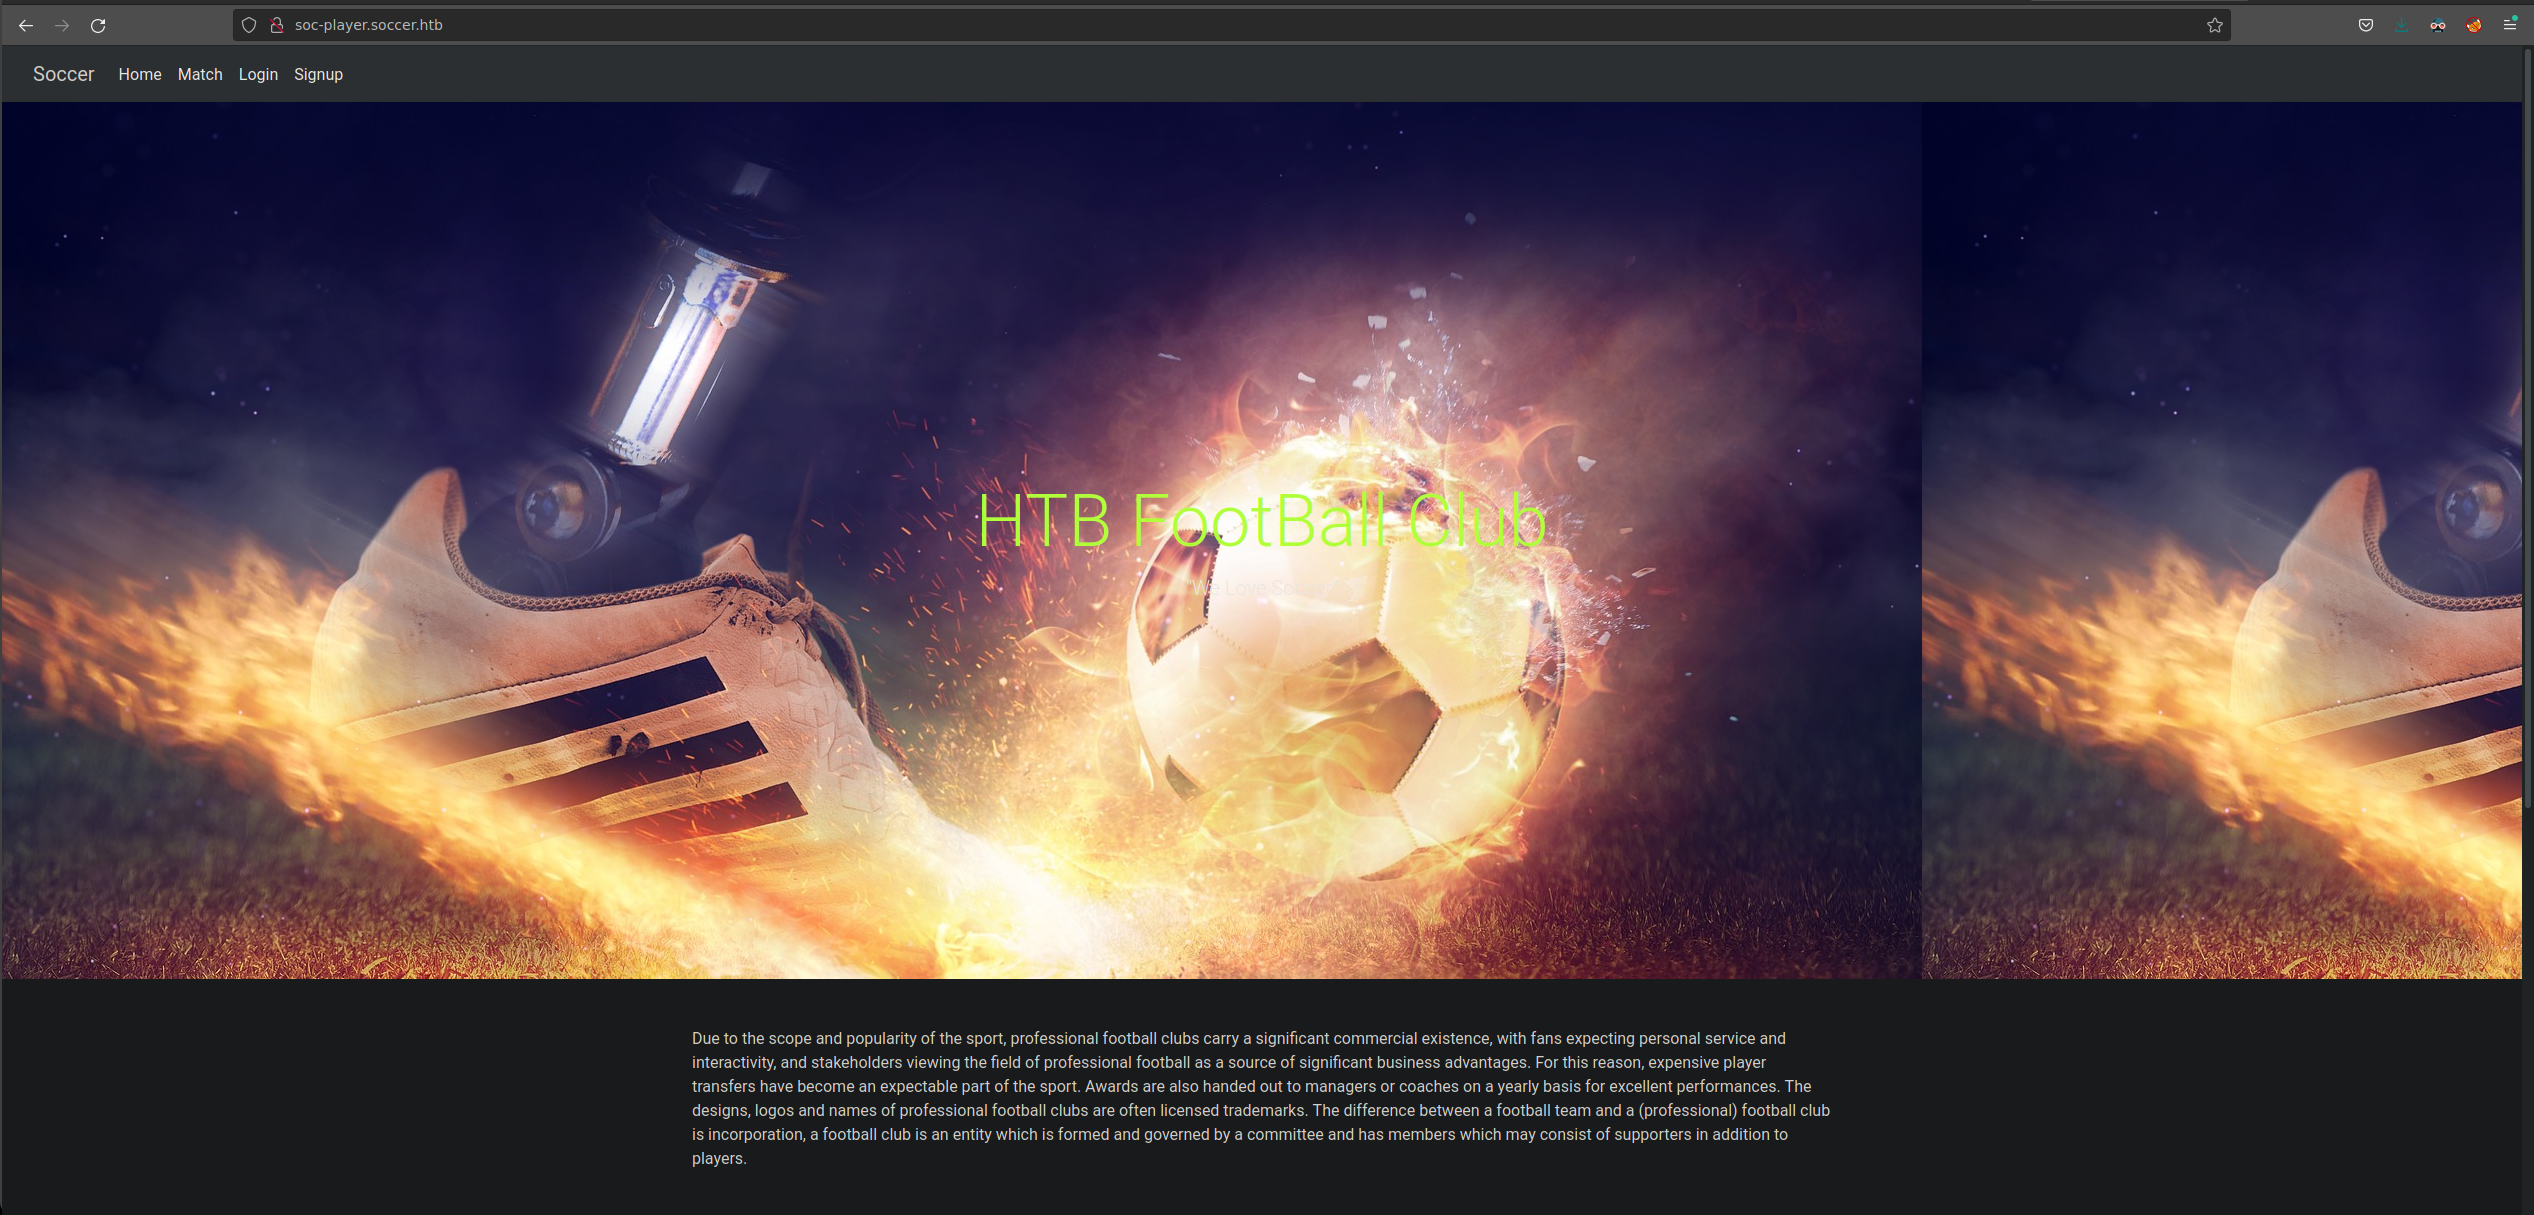 soc-player.soccer.htb
Soccer Home Match Login Signup
HTB FootBall Club
"We Love
Due to the scope and popularity of the sport, professional football clubs carry a significant commercial existence, with fans expecting personal service and
interactivity, and stakeholders viewing the field of professional football as a source of significant business advantages. For this reason, expensive player
transfers have become an expectable part of the sport. Awards are also handed out to managers or coaches on a yearly basis for excellent performances. The
designs, logos and names of professional football clubs are often licensed trademarks. The difference between a football team and a (professional) football club
is incorporation, a football club is an entity which is formed and governed by a committee and has members which may consist of supporters in addition to
players.